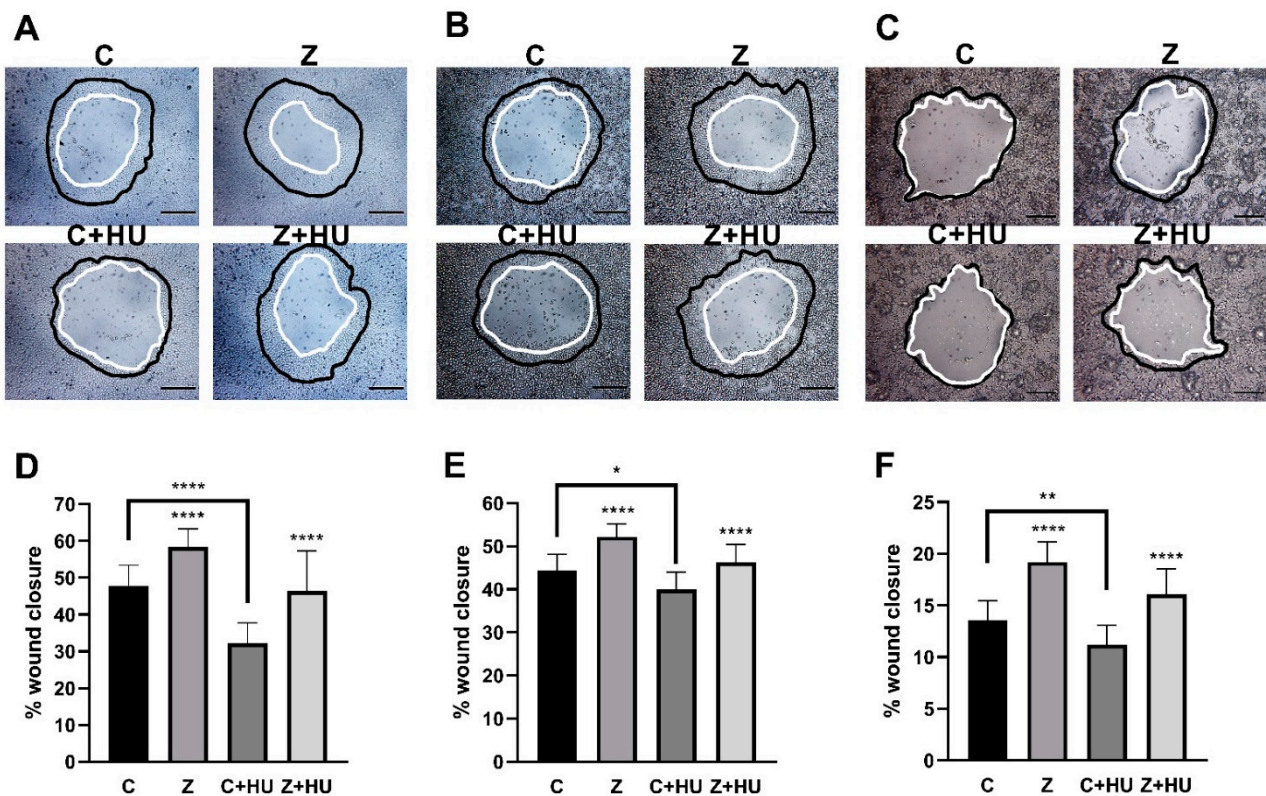 A
B
C
C
Z
C
Z
C
Z
C+HU
Z+HU
C+HU
Z+HU
C+HU
Z+HU
D
% wound closure
70
60
50
40
30
20
10
0
****
****
****
C
Z
C+HU
Z+HU
E
% wound closure
60
50
40
30
20
10
0
*
****
****
C
Z
C+HU
Z+HU
F
% wound closure
25
20
15
10
5
0
**
****
****
C
Z
C+HU
Z+HU